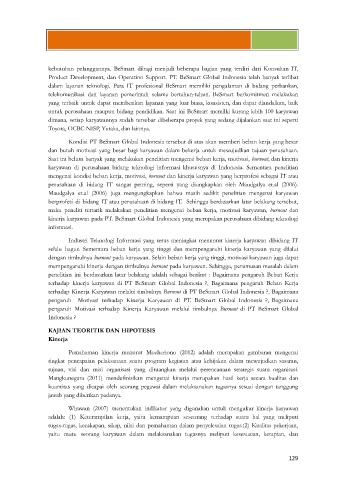 kebutuhan pelanggannya. BeSmart dibagi menjadi beberapa bagian yang terdiri dari Konsultan IT,
Product Development, dan Operation Support. PT. BeSmart Global Indonesia telah banyak terlibat
dalam layanan teknologi. Para IT profesional BeSmart memiliki pengalaman di bidang perbankan,
telekomunikasi dan layanan pemerintah selama bertahun-tahun. BeSmart berkomitmen melakukan
yang terbaik untuk dapat memberikan layanan yang luar biasa, konsisten, dan dapat diandalkan, baik
untuk perusahaan maupun bidang pendidikan. Saat ini BeSmart memiliki kurang lebih 100 karyawan
dimana, setiap karyawannya sudah tersebar dibeberapa proyek yang sedang dijalankan saat ini seperti
Toyota, OCBC NISP, Yutaka, dan lainnya.
Kondisi PT BeSmart Global Indonesia tersebut di atas akan memberi beban kerja yang besar
dan butuh motivasi yang besar bagi karyawan dalam bekerja untuk mewujudkan tujuan perusahaan.
Saat ini belum banyak yang melakukan penelitian mengenai beban kerja, motivasi, burnout, dan kinerja
karyawan di perusahaan bidang teknologi informasi khususnya di Indonesia. Sementara penelitian
mengenai kondisi beban kerja, motivasi, burnout dan kinerja karyawan yang berprofesi sebagai IT atau
perusahaan di bidang IT sangat penting, seperti yang diungkapkan oleh Maudgalya et.al (2006).
Maudgalya et.al (2006) juga mengungkapkan bahwa masih sedikit penelitian mengenai karyawan
berprofesi di bidang IT atau perusahaan di bidang IT. Sehingga berdasarkan latar belakang tersebut,
maka peneliti tertarik melakukan penelitian mengenai beban kerja, motivasi karyawan, burnout dan
kinerja karyawan pada PT. BeSmart Global Indonesia yang merupakan perusahaan dibidang teknologi
informasi.
Industri Teknologi Informasi yang terus meningkat menuntut kinerja karyawan dibidang IT
selalu bagus. Sementara beban kerja yang tinggi dan mempengaruhi kinerja karyawan yang dinilai
dengan timbulnya burnout pada karyawan. Selain beban kerja yang tinggi, motivasi karyawan juga dapat
mempengaruhi kinerja dengan timbulnya burnout pada karyawan. Sehingga, perumusan masalah dalam
penelitian ini berdasarkan latar belakang adalah sebagai berikut : Bagaimana pengaruh Beban Kerja
terhadap kinerja karyawan di PT BeSmart Global Indonesia ?, Bagaimana pengaruh Beban Kerja
terhadap Kinerja Karyawan melalui timbulnya Burnout di PT BeSmart Global Indonesia ?, Bagaimana
pengaruh Motivasi terhadap Kinerja Karyawan di PT. BeSmart Global Indonesia ?, Bagaimana
pengaruh Motivasi terhadap Kinerja Karyawan melalui timbulnya Burnout di PT BeSmart Global
Indonesia ?
KAJIAN TEORITIK DAN HIPOTESIS
Kinerja
Pemahaman kinerja menurut Moeheriono (2012) adalah merupakan gambaran mengenai
tingkat pencapaian pelaksanaan suatu program kegiatan atau kebijakan dalam mewujudkan sasaran,
tujuan, visi dan misi organisasi yang dituangkan melalui perencanaan strategis suatu organisasi.
Mangkunegara (2011) mendefinisikan mengenai kinerja merupakan hasil kerja secara kualitas dan
kuantitas yang dicapai oleh seorang pegawai dalam melaksanakan tugasnya sesuai dengan tanggung
jawab yang diberikan padanya.
Wirawan (2007) menentukan indikator yang digunakan untuk mengukur kinerja karyawan
adalah: (1) Keterampilan kerja, yaitu kemampuan seseorang terhadap suatu hal yang meliputi
tugas-tugas, kecakapan, sikap, nilai dan pemahaman dalam penyelesaian tugas;(2) Kualitas pekerjaan,
yaitu mutu seorang karyawan dalam melaksanakan tugasnya meliputi kesesuaian, kerapian, dan
129